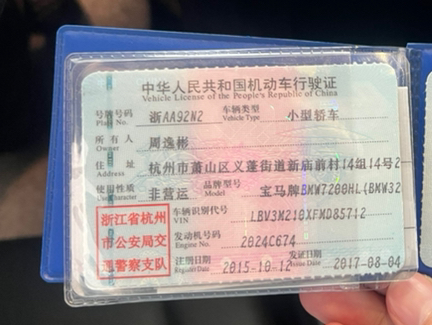 中华人民共和国机动车行驶证
Vehicle License of the People's Republic of China
号牌号码 浙AA92N2 车辆类型 小型轿车
Plate No. Vehicle Type
所有人 周逸彬
Owner
住址 杭州市萧山区义蓬街道新庙前村14组14号2
Address
使用性质 非营运 品牌型号 宝马牌BMW7200HL(BMW32
Use Character Model
浙江省杭州
市公安局交
通警察支队
车辆识别代号 LBV3M210XFMD85712
VIN
发动机号码 2024C674
Engine No.
注册日期 2015-10-12 发证日期 2017-08-04
Register Date Issue Date